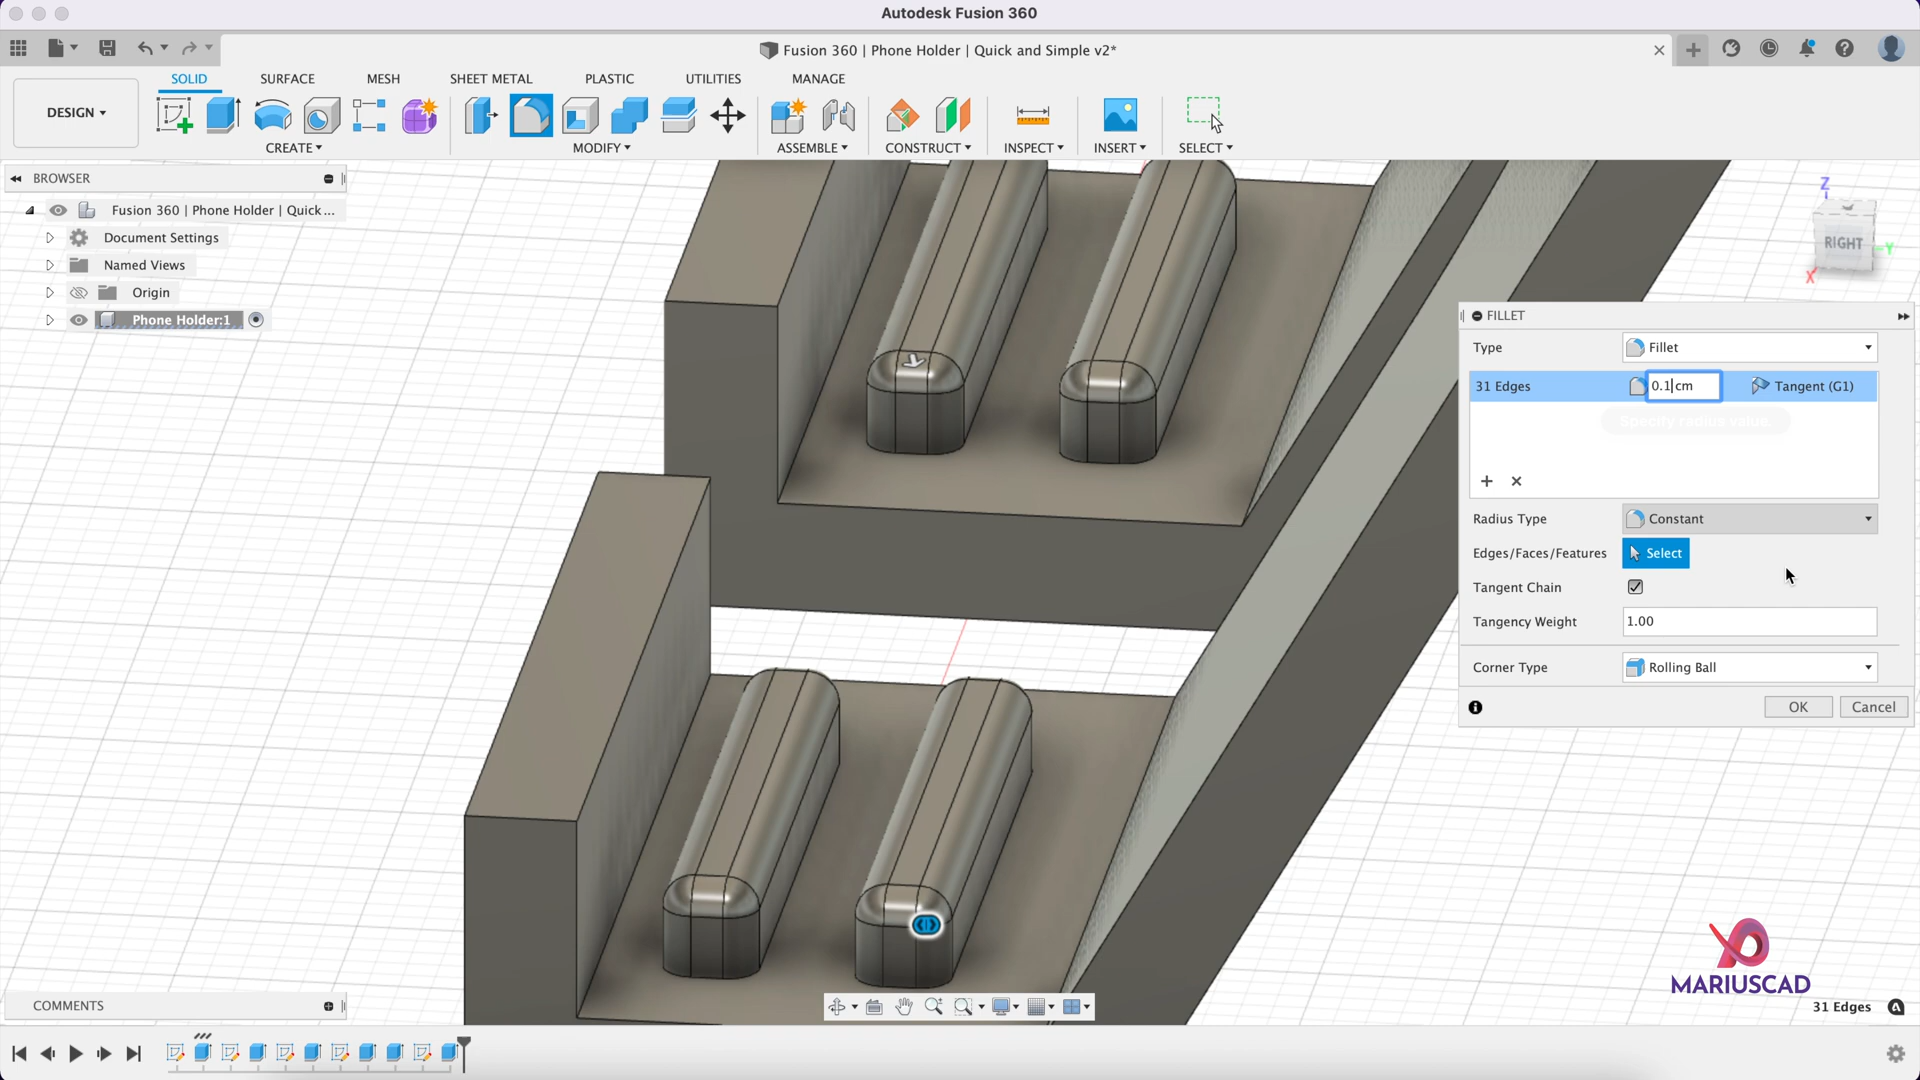 Autodesk Fusion 360
Fusion 360 | Phone Holder | Quick and Simple v2*
SOLID SURFACE MESH SHEET METAL PLASTIC UTILITIES MANAGE
DESIGN
CREATE MODIFY ASSEMBLE CONSTRUCT INSPECT INSERT SELECT
BROWSER
Fusion 360 | Phone Holder | Quick ...
Document Settings
Named Views
Origin
Phone Holder:1
Z
RIGHT
Y
X
FILLET
Type Fillet
31 Edges 0.1 cm Tangent (G1)
Specify radius value.
Radius Type Constant
Edges/Faces/Features Select
Tangent Chain
Tangency Weight 1.00
Corner Type Rolling Ball
OK Cancel
MARIUSCAD
COMMENTS
31 Edges